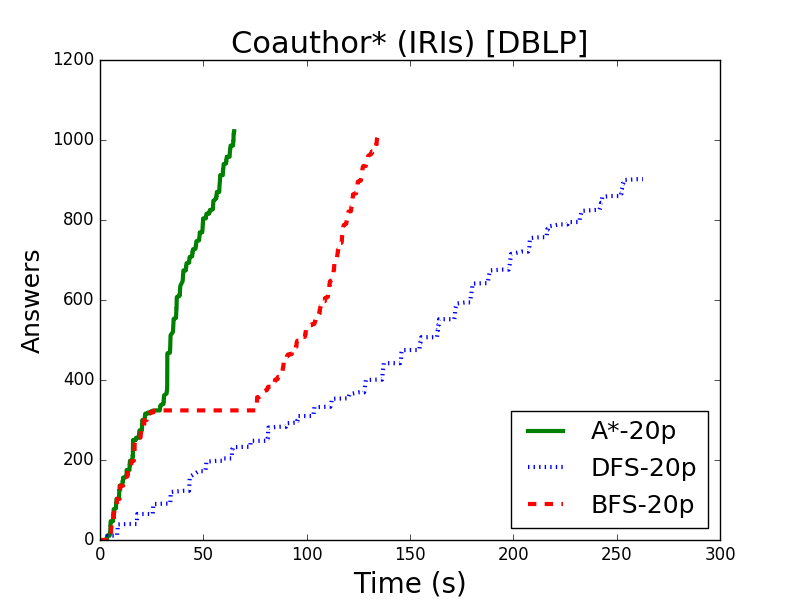 Coauthor* (IRIs) [DBLP]
1200
1000
800
600
400
200
0
Answers
0 50 100 150 200 250 300
Time (s)
A*-20p
DFS-20p
BFS-20p